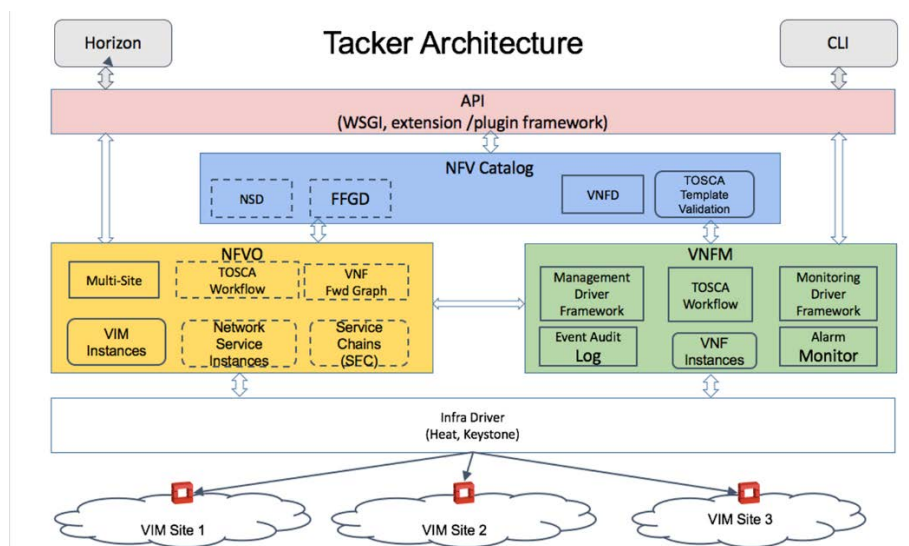 Horizon
Tacker Architecture
CLI
API
(WSGI, extension /plugin framework)
NFV Catalog
NSD
FFGD
VNFD
TOSCA
Template
Validation
NFVO
Multi-Site
TOSCA
Workflow
VNF
Fwd Graph
VIM
Instances
Network
Service
Instances
Service
Chains
(SFC)
VNFM
Management
Driver
Framework
TOSCA
Workflow
Monitoring
Driver
Framework
Event Audit
Log
VNF
Instances
Alarm
Monitor
Infra Driver
(Heat, Keystone)
VIM Site 1
VIM Site 2
VIM Site 3